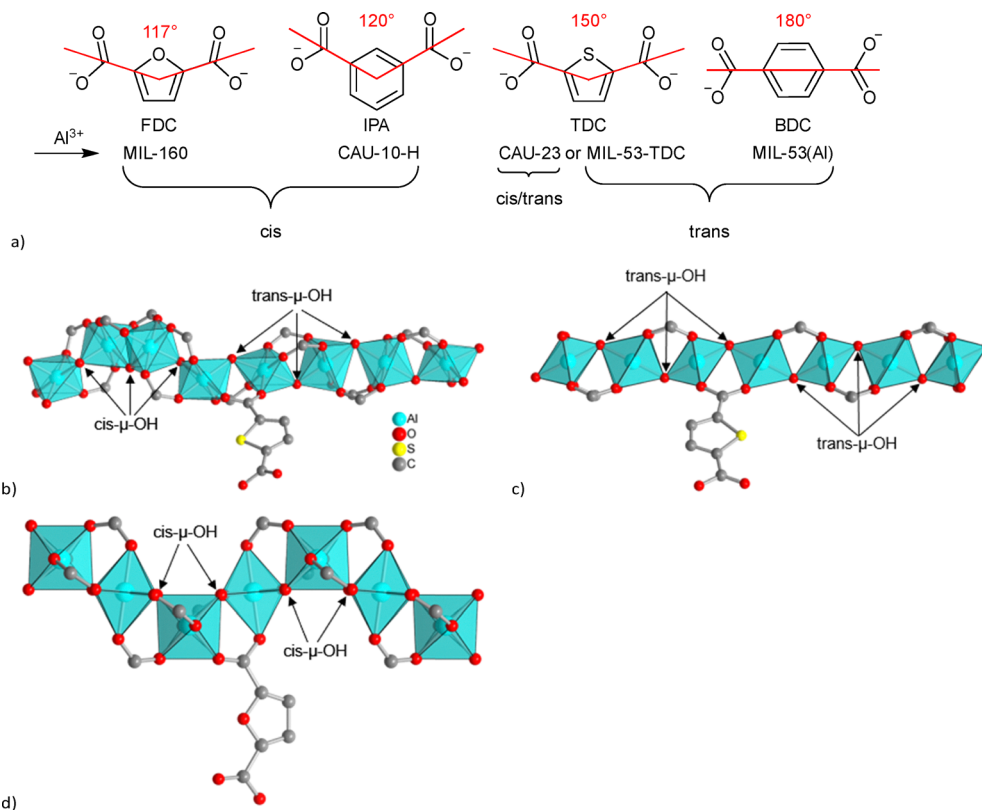 117° 120° 150° 180°
O O O O O S O O O⁻
⁻O O⁻ ⁻O O⁻ ⁻O O⁻ ⁻O O
FDC IPA TDC BDC
Al³⁺
MIL-160 CAU-10-H CAU-23 or MIL-53-TDC MIL-53(Al)
cis/trans
cis trans
a)
trans-µ-OH
cis-µ-OH
Al
O
S
C
b)
trans-µ-OH
trans-µ-OH
c)
cis-µ-OH
cis-µ-OH
d)